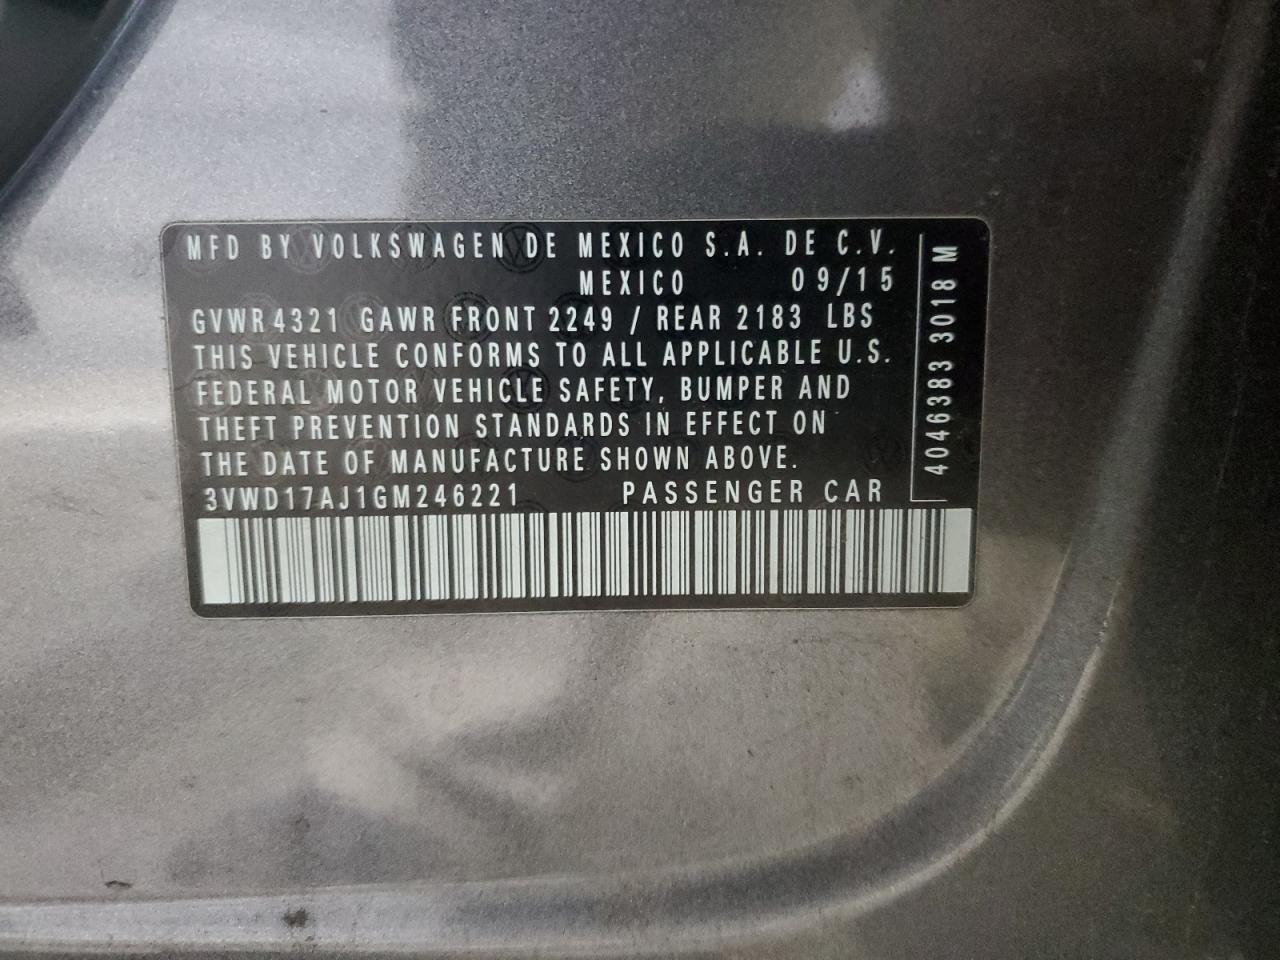 MFD BY VOLKSWAGEN DE MEXICO S.A. DE C.V.
MEXICO 09/15
GVWR 4321 GAWR FRONT 2249 / REAR 2183 LBS
THIS VEHICLE CONFORMS TO ALL APPLICABLE U.S.
FEDERAL MOTOR VEHICLE SAFETY, BUMPER AND
THEFT PREVENTION STANDARDS IN EFFECT ON
THE DATE OF MANUFACTURE SHOWN ABOVE.
3VWD17AJ1GM246221 PASSENGER CAR
4046383 3018 M